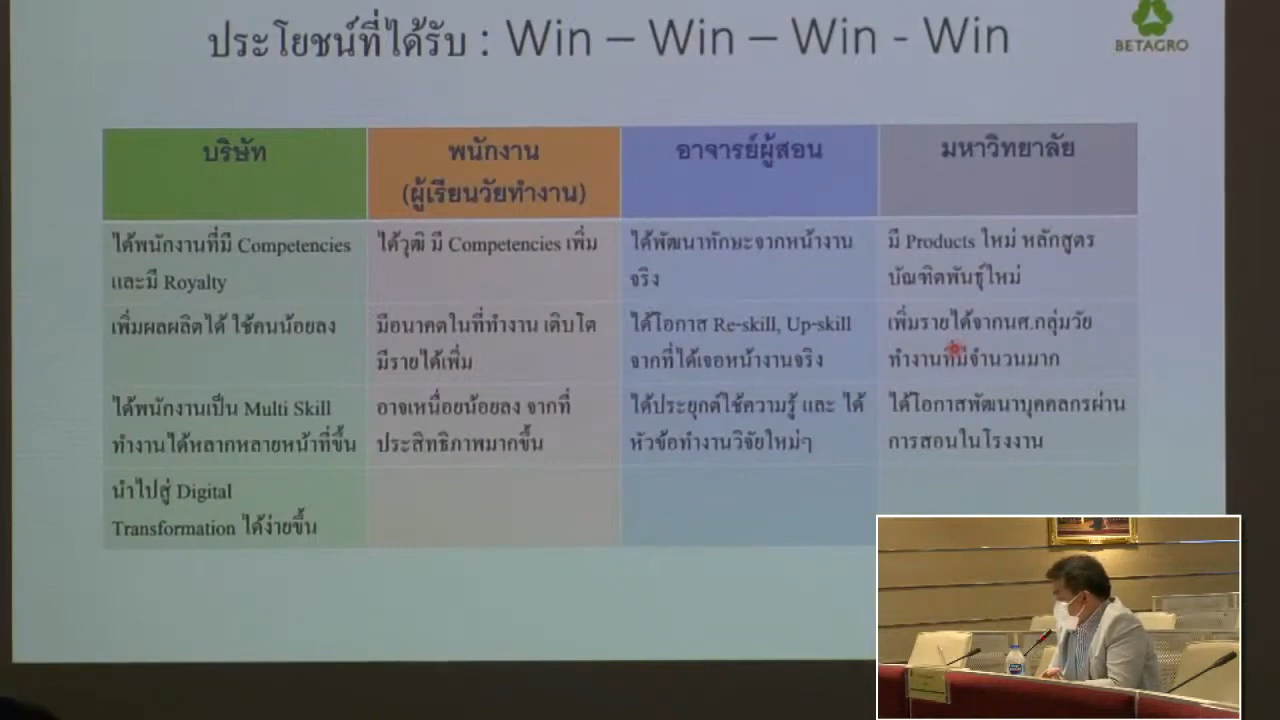 ประโยชน์ที่ได้รับ : Win – Win – Win - Win
BETAGRO
บริษัท
พนักงาน
(ผู้เรียนวัยทำงาน)
อาจารย์ผู้สอน
มหาวิทยาลัย
ได้พนักงานที่มี Competencies
และมี Royalty
ได้วุฒิ มี Competencies เพิ่ม
ได้พัฒนาทักษะจากหน้างาน
จริง
มี Products ใหม่ หลักสูตร
บัณฑิตพันธุ์ใหม่
เพิ่มผลผลิตได้ ใช้คนน้อยลง
มีอนาคตในที่ทำงาน เติบโต
มีรายได้เพิ่ม
ได้โอกาส Re-skill, Up-skill
จากที่ได้เจอหน้างานจริง
เพิ่มรายได้จากนศ.กลุ่มวัย
ทำงานที่มีจำนวนมาก
ได้พนักงานเป็น Multi Skill
ทำงานได้หลากหลายหน้าที่ขึ้น
อาจเหนื่อยน้อยลง จากที่
ประสิทธิภาพมากขึ้น
ได้ประยุกต์ใช้ความรู้ และ ได้
หัวข้อทำงานวิจัยใหม่ๆ
ได้โอกาสพัฒนาบุคคลกรผ่าน
การสอนในโรงงาน
นำไปสู่ Digital
Transformation ได้ง่ายขึ้น